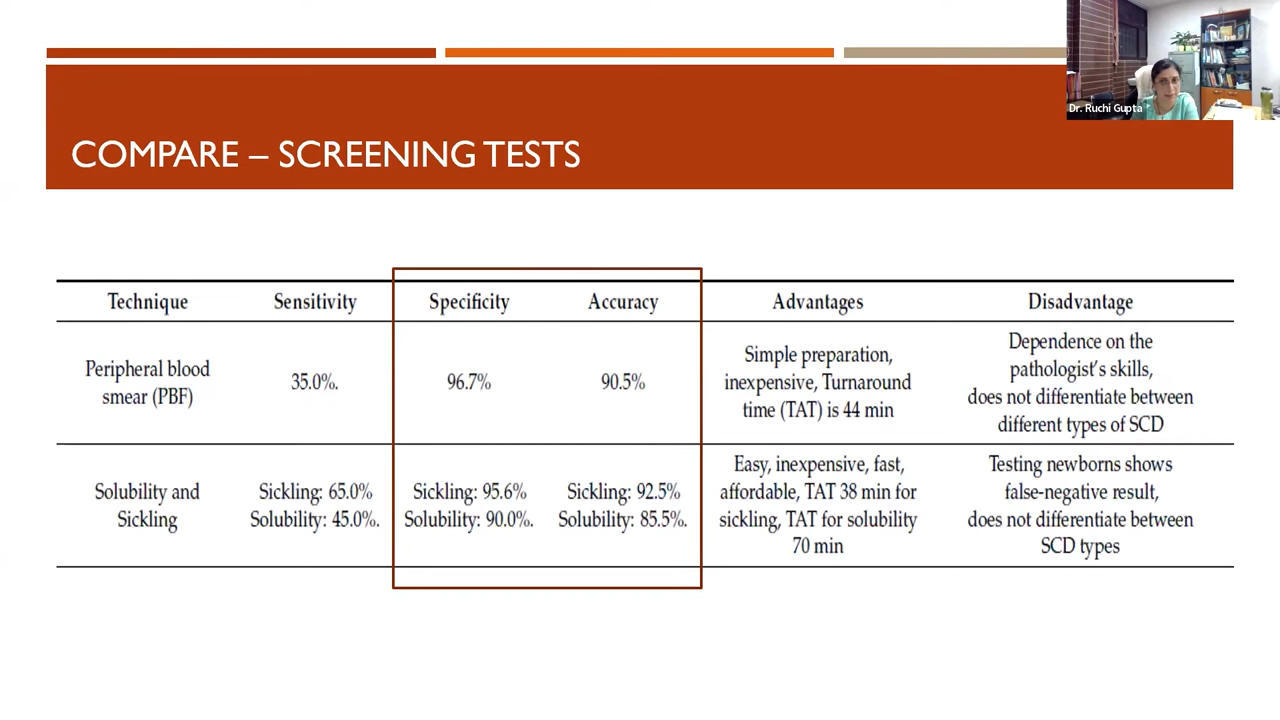 Dr. Ruchi Gupta
COMPARE – SCREENING TESTS
Technique Sensitivity Specificity Accuracy Advantages Disadvantage
Peripheral blood
smear (PBF)
35.0%.
96.7%
90.5%
Simple preparation,
inexpensive, Turnaround
time (TAT) is 44 min
Dependence on the
pathologist's skills,
does not differentiate between
different types of SCD
Solubility and
Sickling
Sickling: 65.0%
Solubility: 45.0%.
Sickling: 95.6%
Solubility: 90.0%.
Sickling: 92.5%
Solubility: 85.5%.
Easy, inexpensive, fast,
affordable, TAT 38 min for
sickling, TAT for solubility
70 min
Testing newborns shows
false-negative result,
does not differentiate between
SCD types